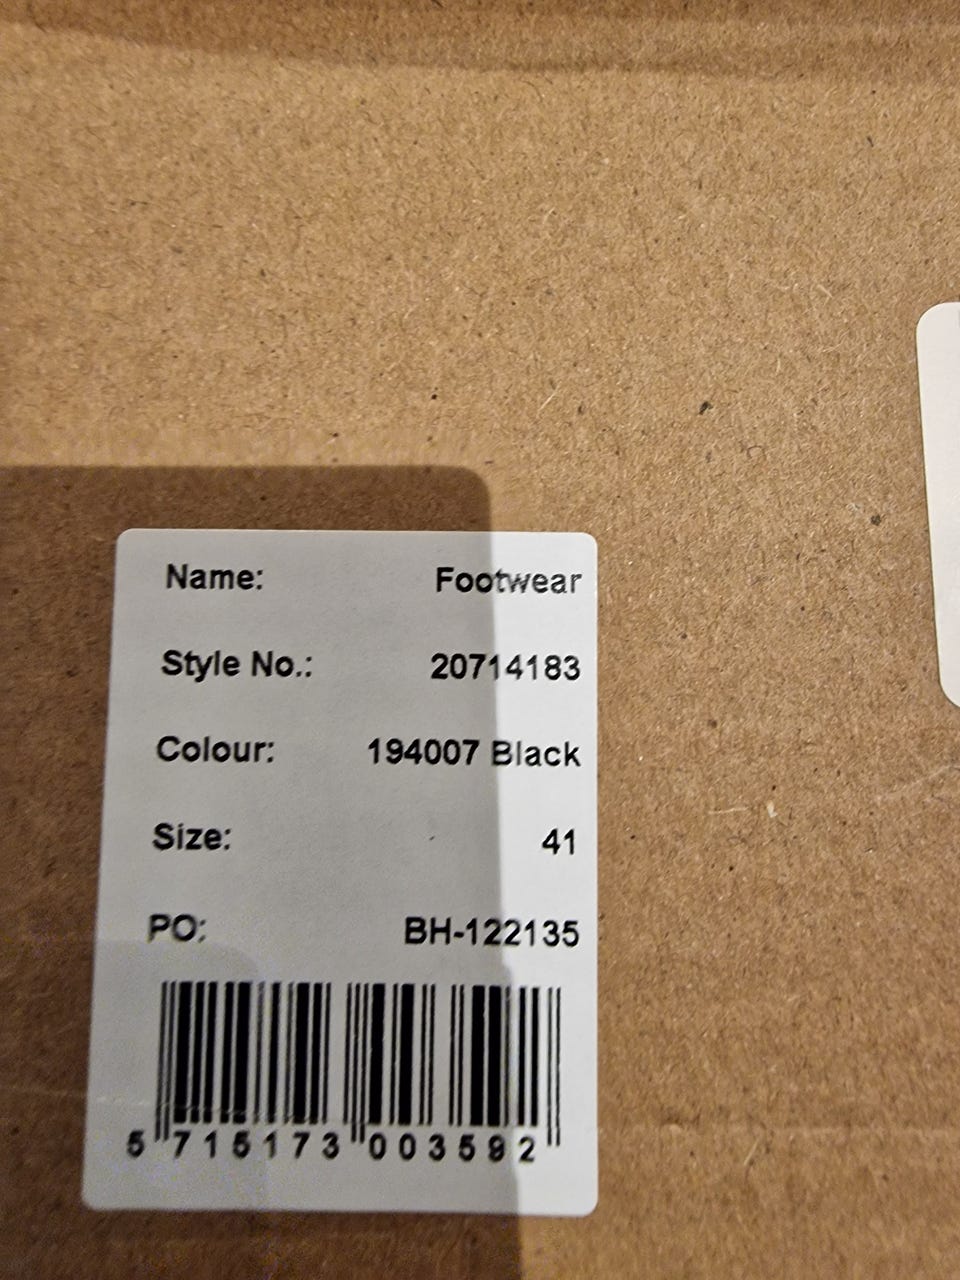 Name: Footwear
Style No.: 20714183
Colour: 194007 Black
Size: 41
PO: BH-122135
5 715173 003592